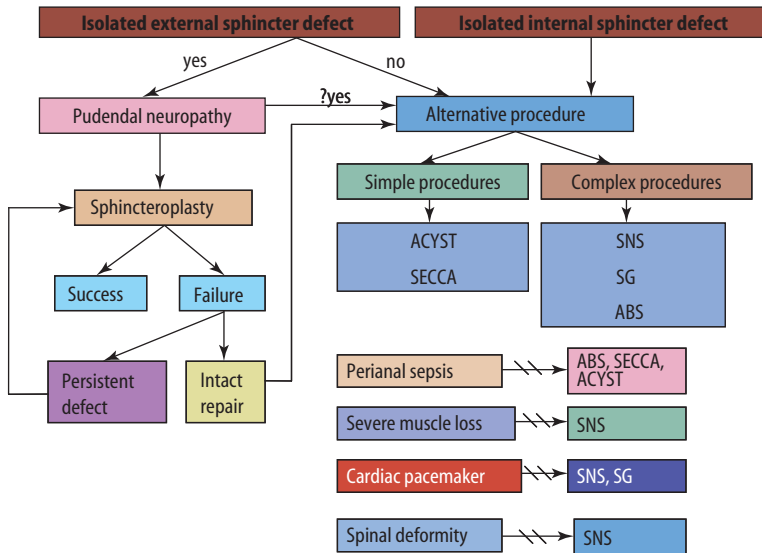 Isolated external sphincter defect
Isolated internal sphincter defect
yes
no
Pudendal neuropathy
?yes
Alternative procedure
Simple procedures
Complex procedures
Sphincteroplasty
ACYST
SECCA
SNS
SG
ABS
Success
Failure
Persistent
defect
Intact
repair
Perianal sepsis
ABS, SECCA,
ACYST
Severe muscle loss
SNS
Cardiac pacemaker
SNS, SG
Spinal deformity
SNS